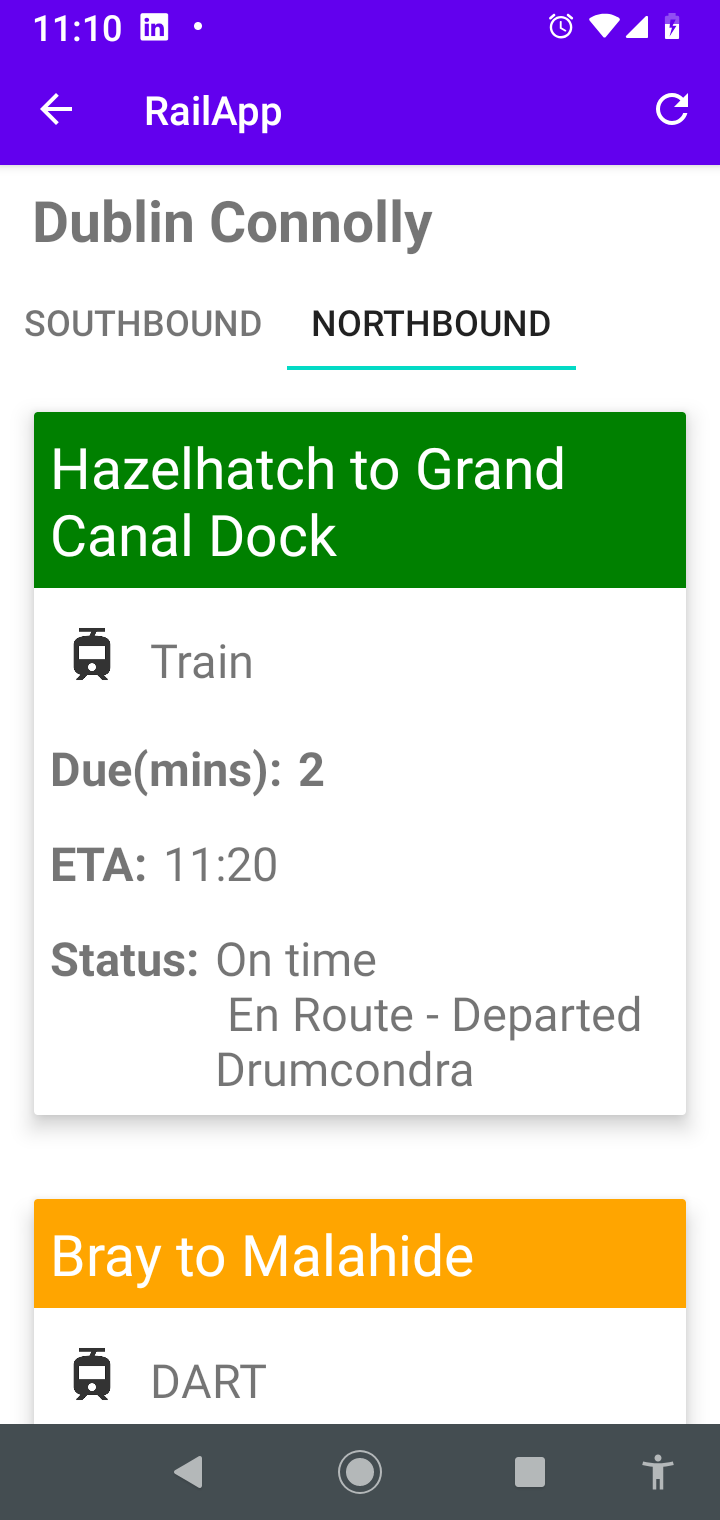 11:10
RailApp
Dublin Connolly
SOUTHBOUND NORTHBOUND
Hazelhatch to Grand
Canal Dock
Train
Due(mins): 2
ETA: 11:20
Status: On time
En Route - Departed
Drumcondra
Bray to Malahide
DART